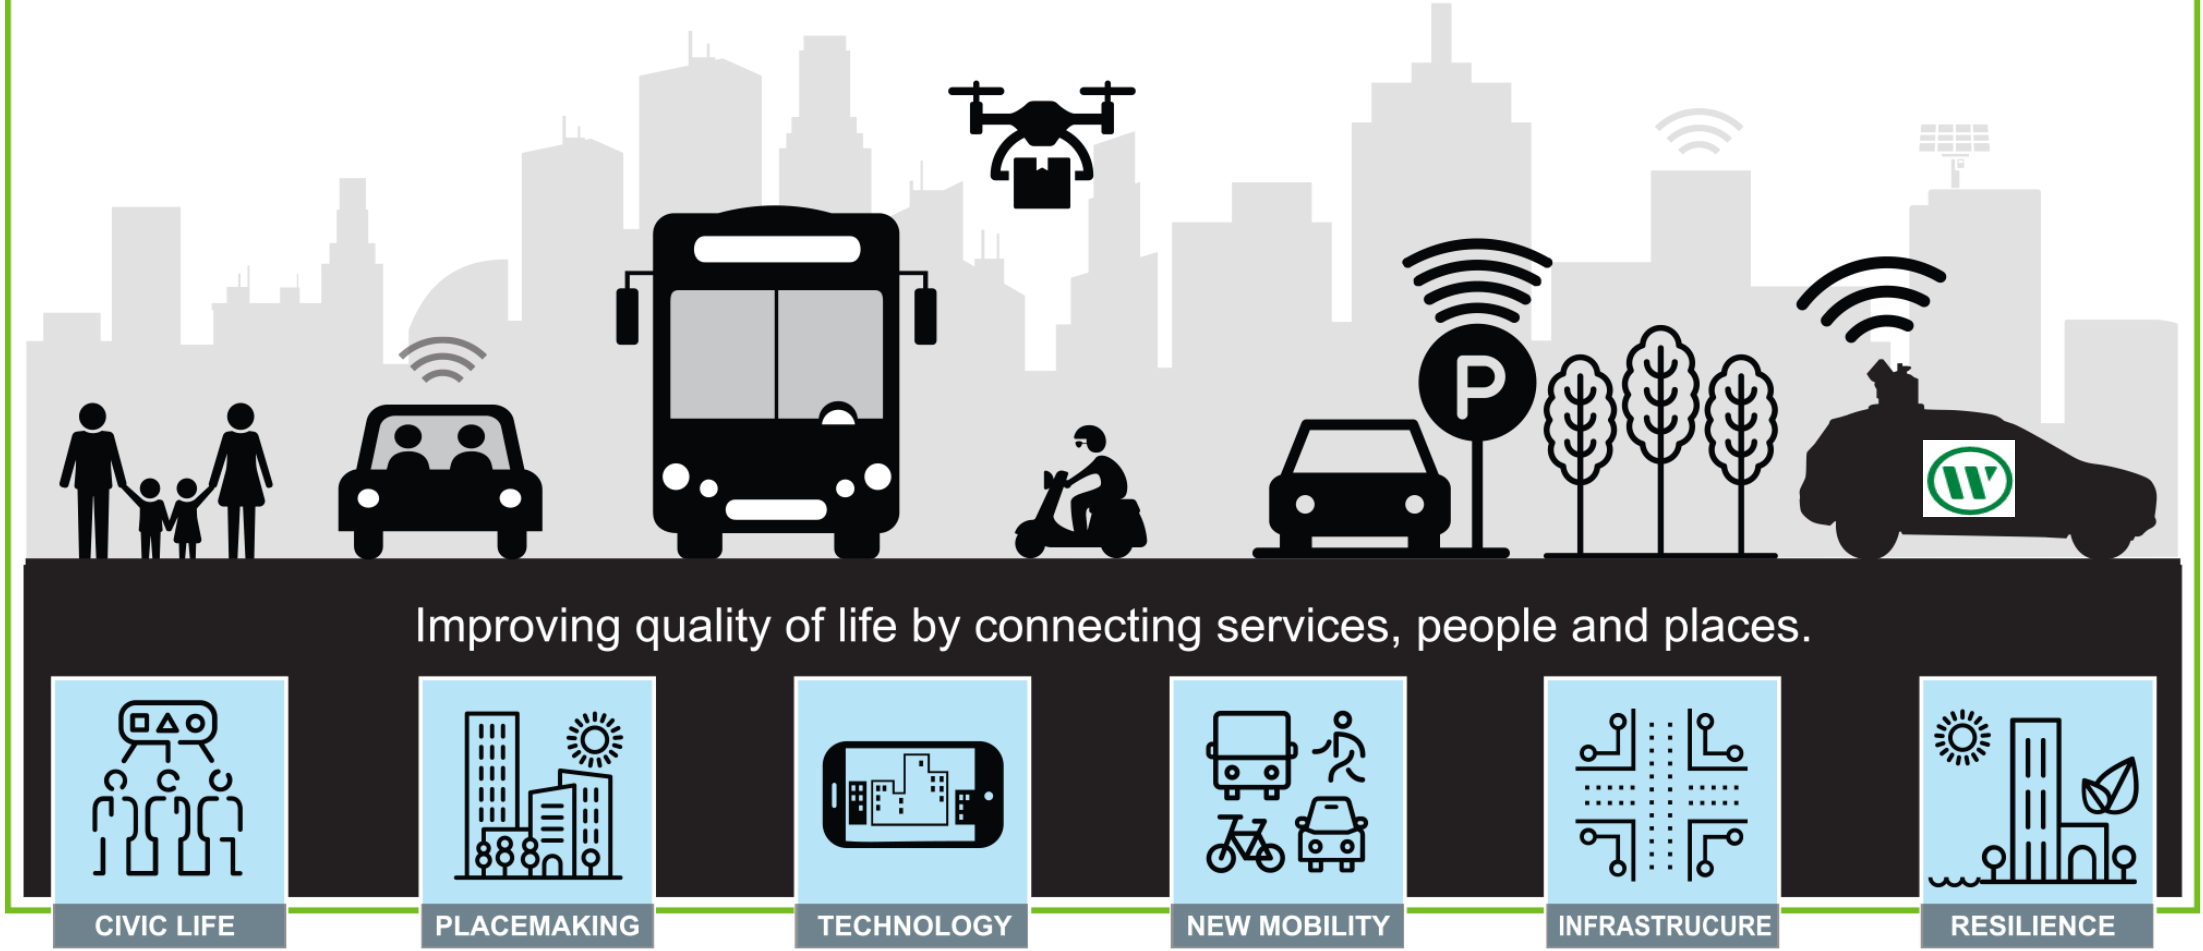 P
W
Improving quality of life by connecting services, people and places.
CIVIC LIFE
PLACEMAKING
TECHNOLOGY
NEW MOBILITY
INFRASTRUCURE
RESILIENCE